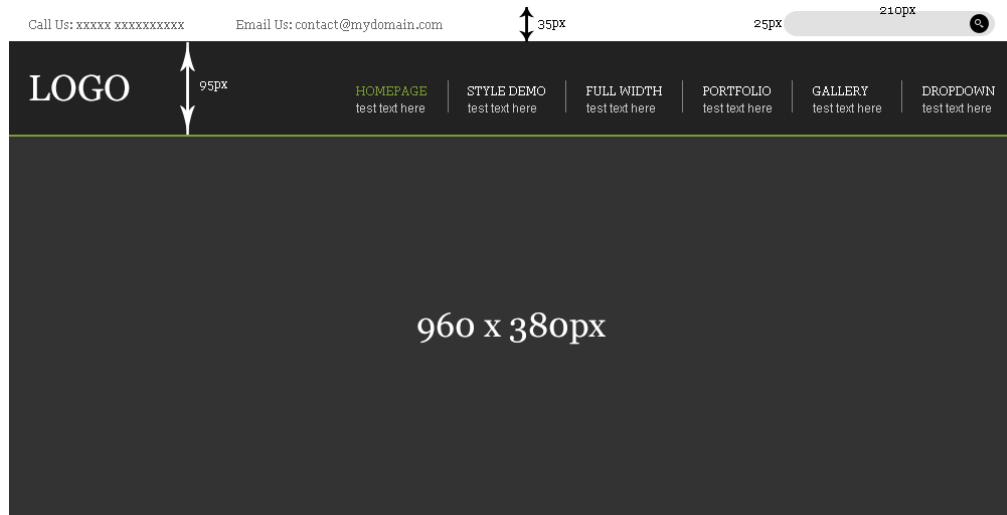 210px
Call Us: xxxxx xxxxxxxxxx Email Us: contact@mydomain.com 35px 25px
LOGO 95px
HOMEPAGE STYLE DEMO FULL WIDTH PORTFOLIO GALLERY DROPDOWN
test text here test text here test text here test text here test text here test text here
960 x 380px